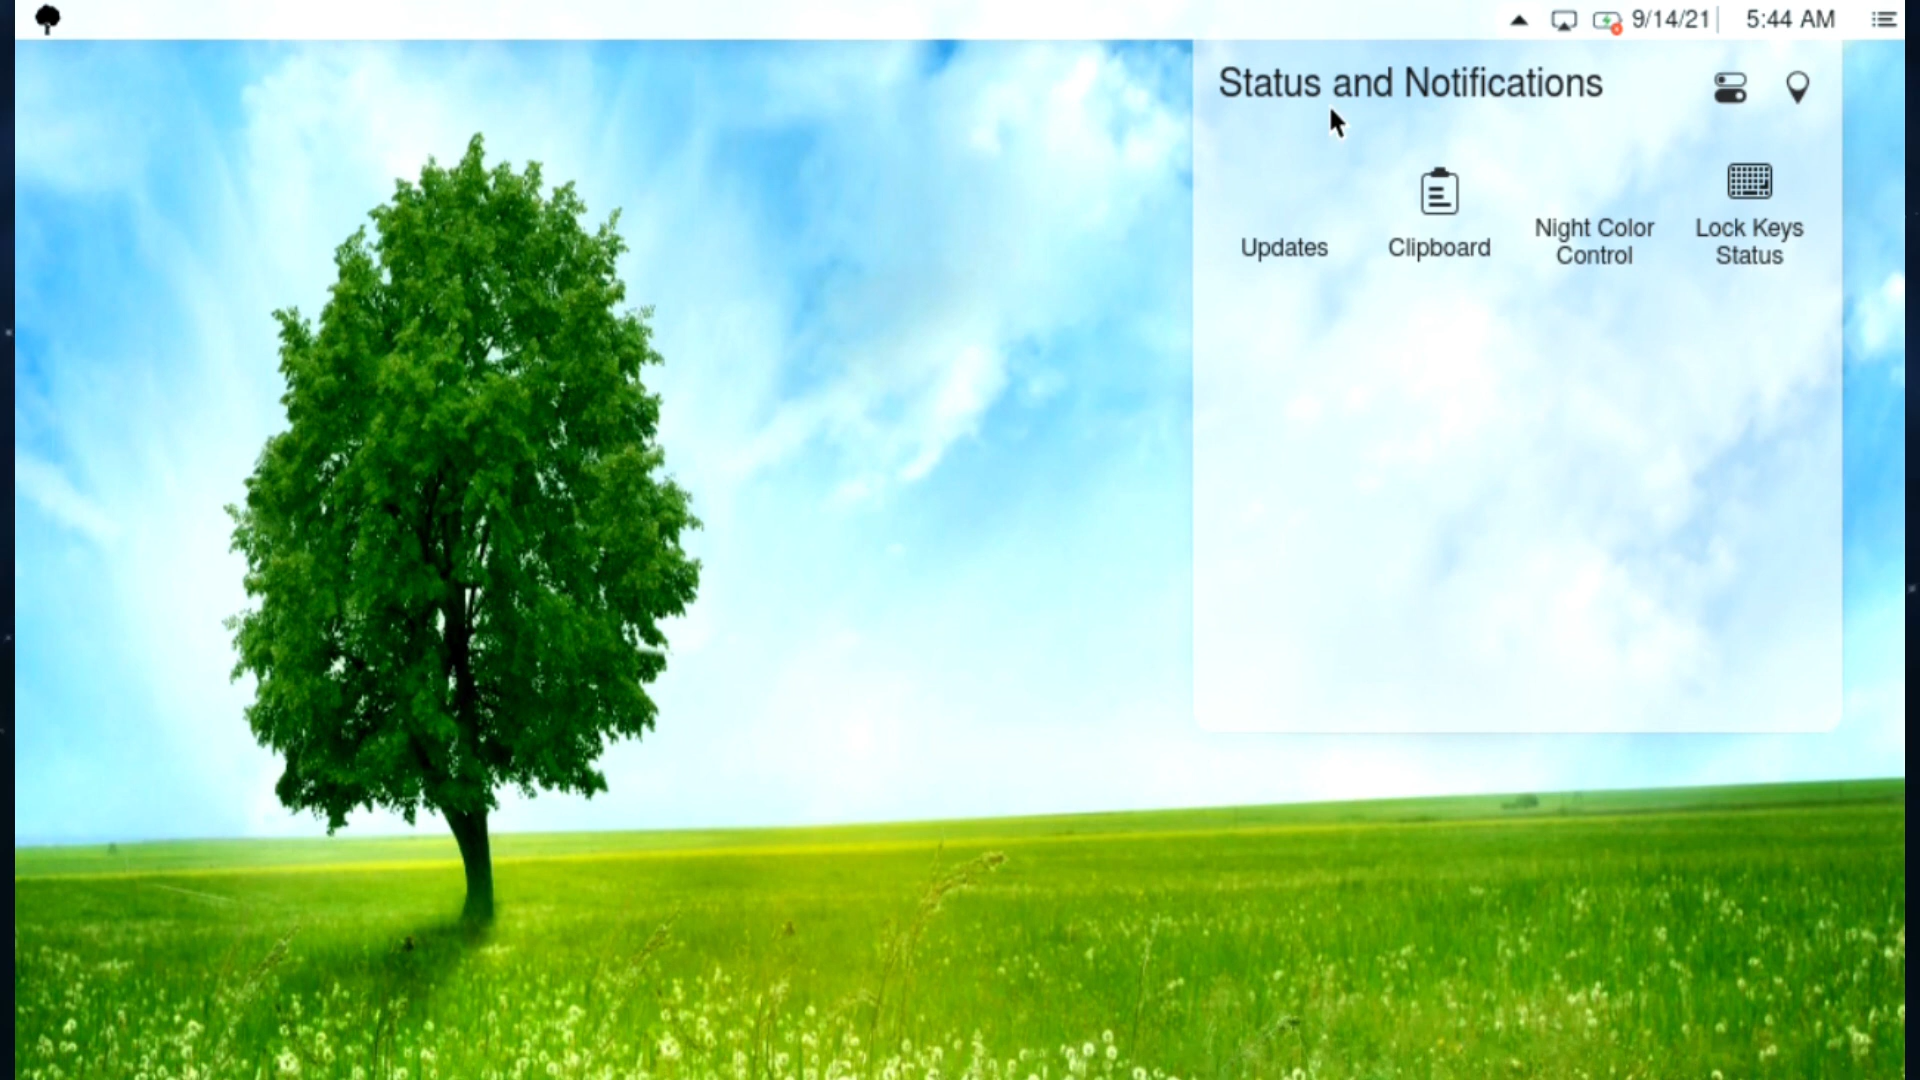 9/14/21 5:44 AM
Status and Notifications
Updates
Clipboard
Night Color
Control
Lock Keys
Status